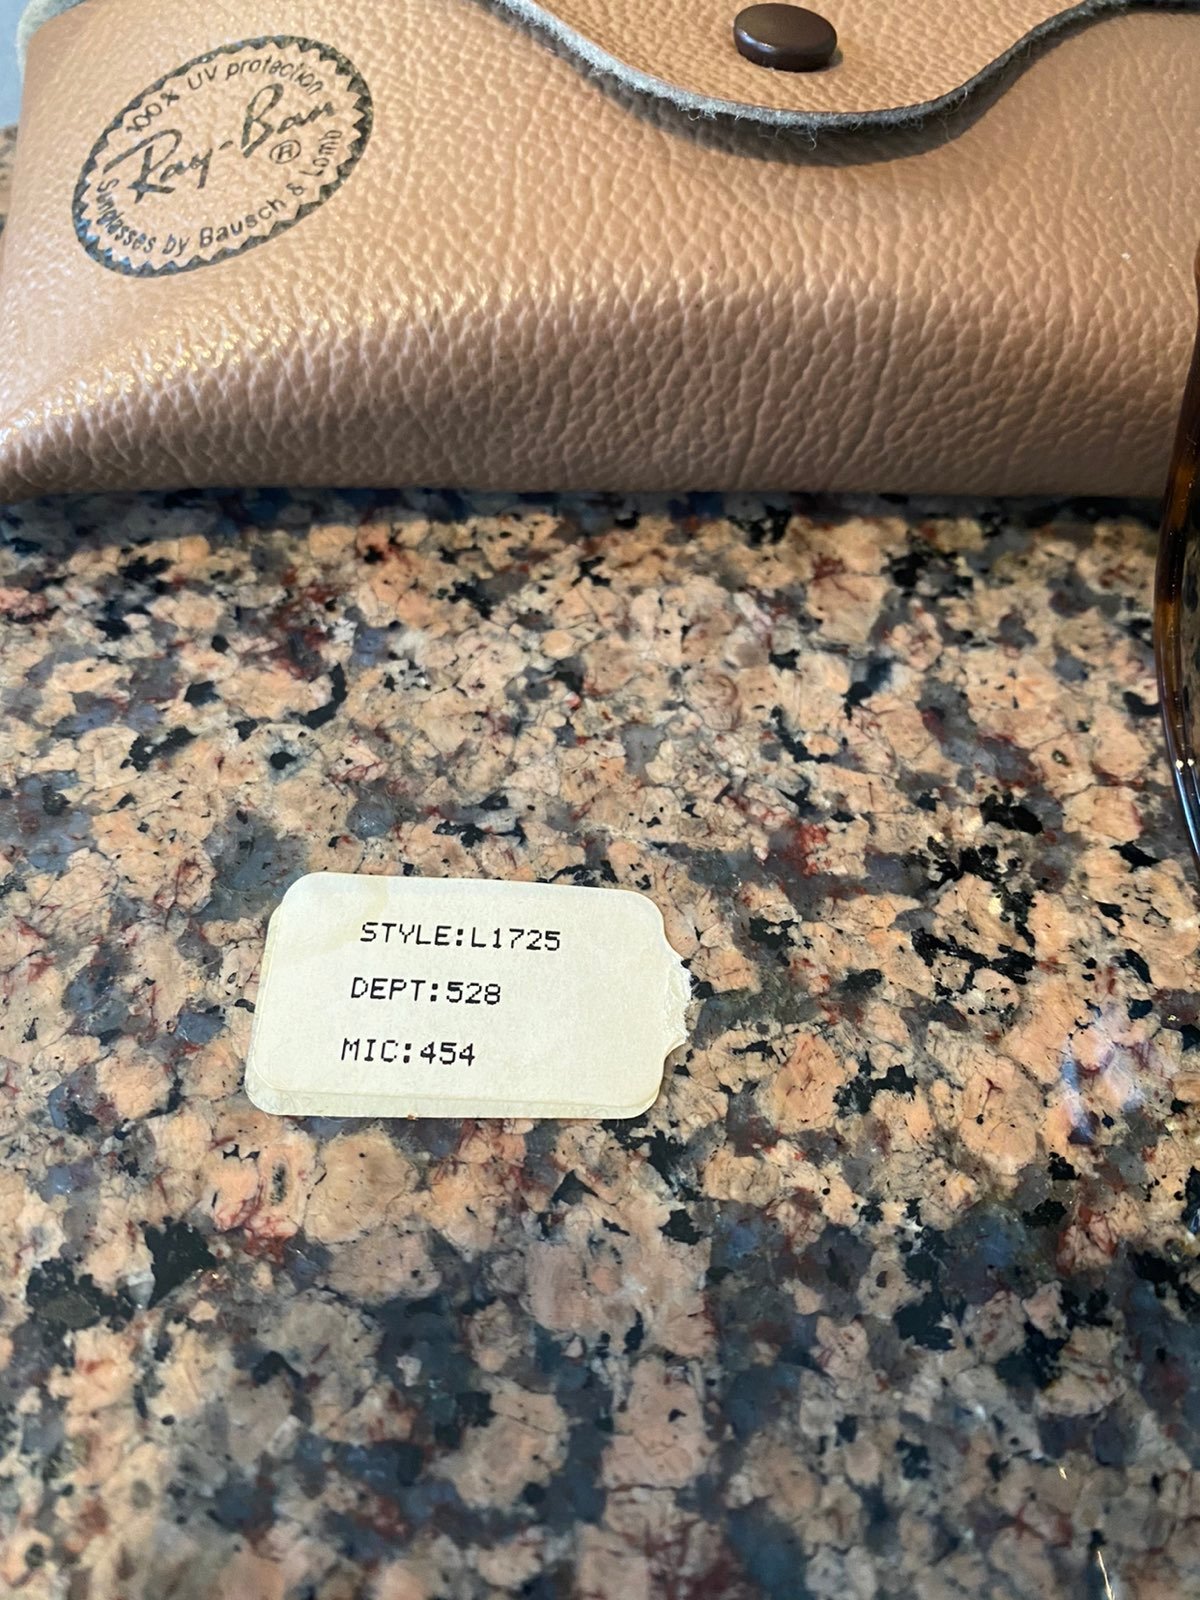 100% UV protection
Ray-Ban ®
Sunglasses by Bausch & Lomb
STYLE:L1725
DEPT:528
MIC:454